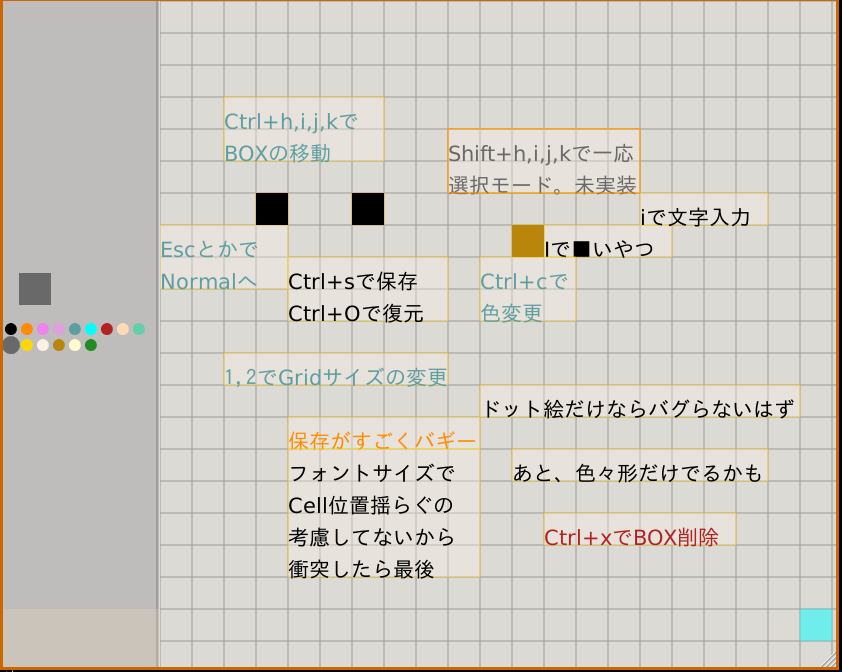 Ctrl+h,i,j,kで
BOXの移動
Shift+h,i,j,kで一応
選択モード。未実装
iで文字入力
Iで■いやつ
Escとかで
Normalへ
Ctrl+sで保存
Ctrl+Oで復元
Ctrl+cで
色変更
1,2でGridサイズの変更
ドット絵だけならバグらないはず
保存がすごくバギー
フォントサイズで
Cell位置揺らぐの
考慮してないから
衝突したら最後
あと、色々形だけでるかも
Ctrl+xでBOX削除